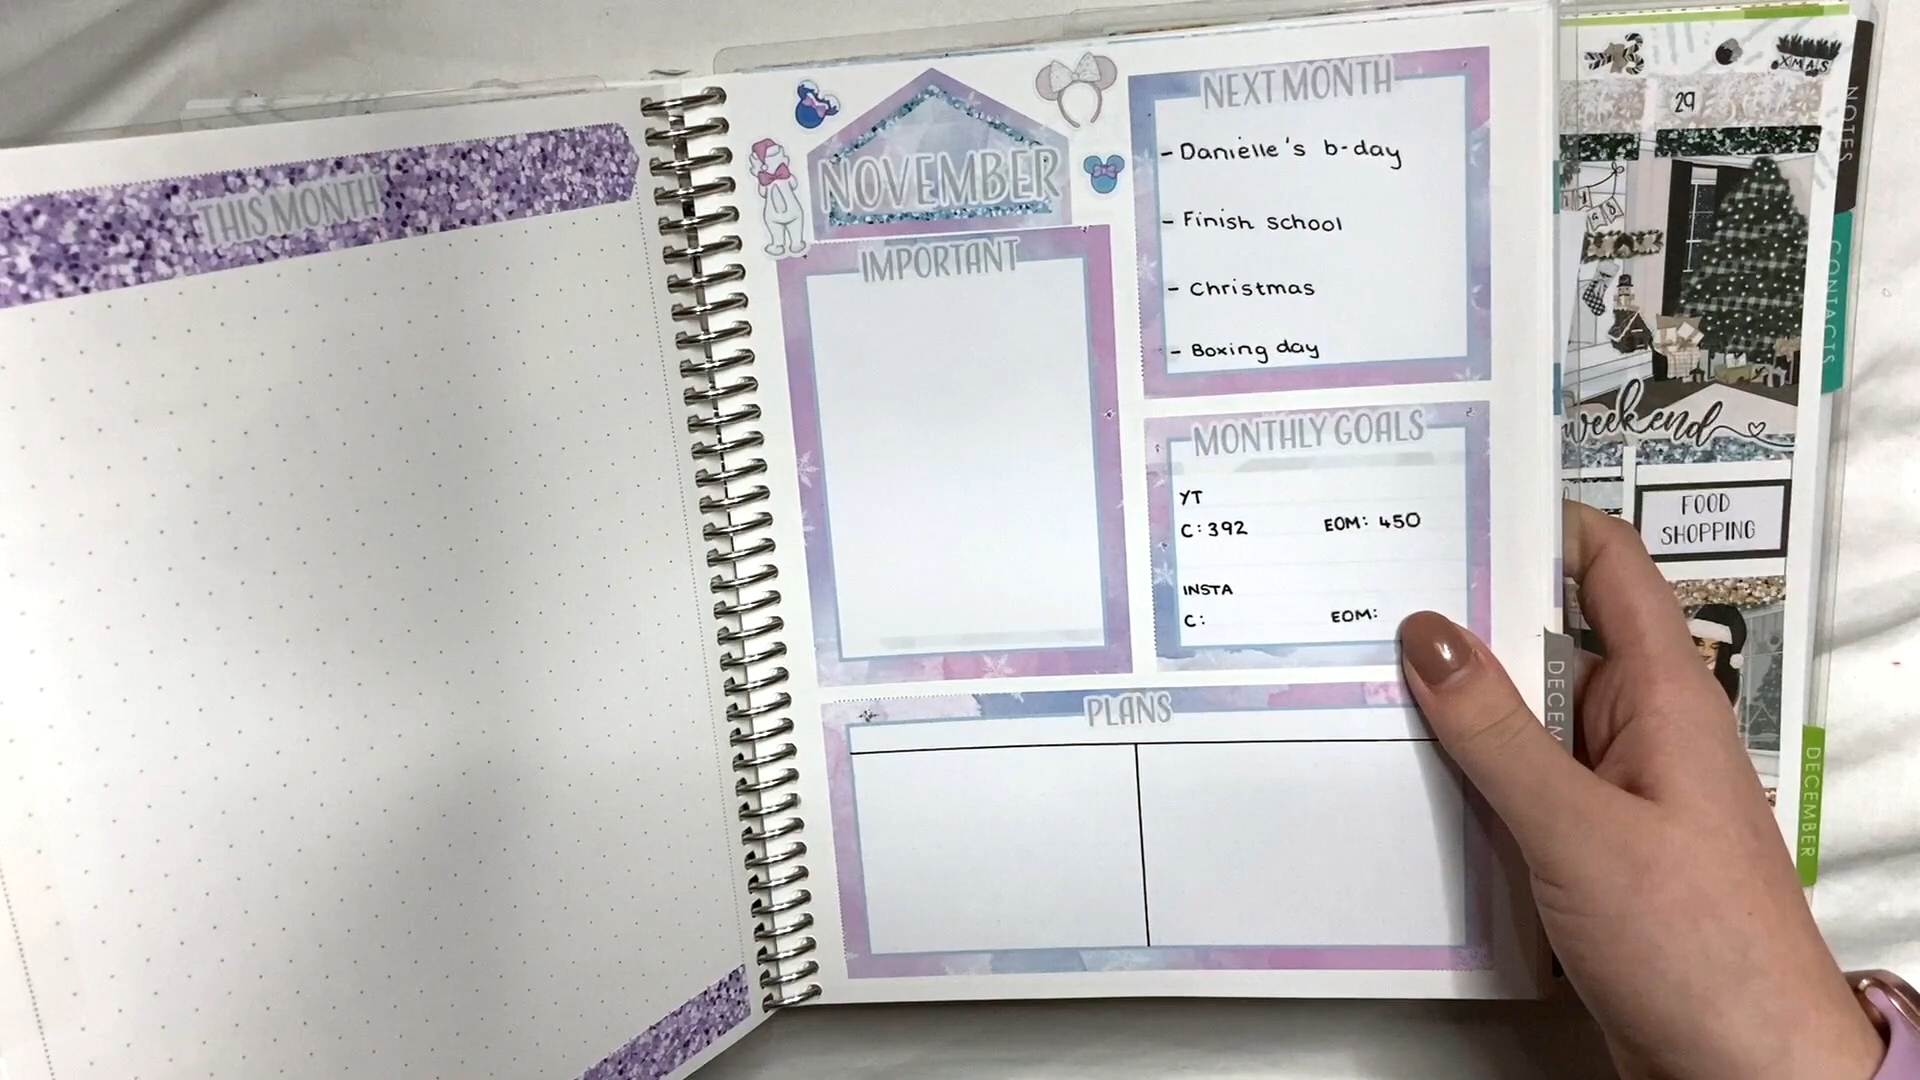 THIS MONTH
NOVEMBER
IMPORTANT
NEXT MONTH
- Danielle's b-day
- Finish school
- Christmas
- Boxing day
MONTHLY GOALS
YT
C: 392 EOM: 450
INSTA
C: EOM:
PLANS
DECEM
XMAS
29
weekend
FOOD
SHOPPING
NOTES
CONTACTS
DECEMBER